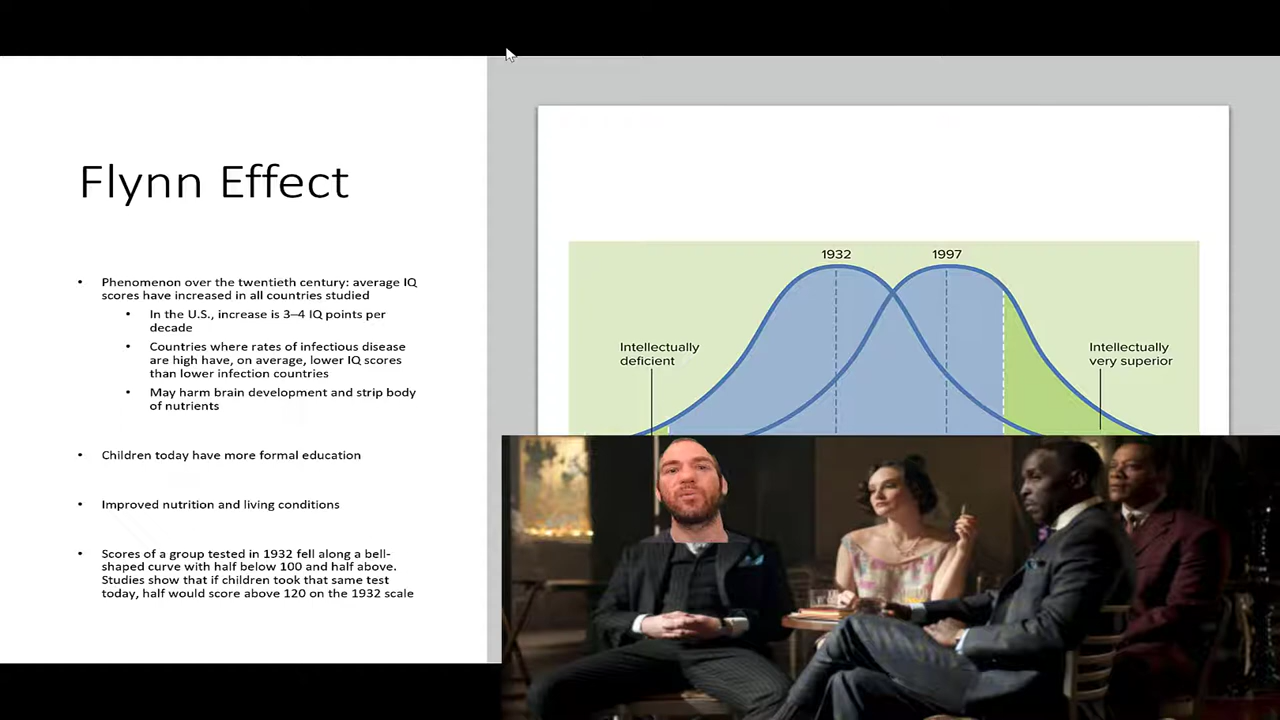 Flynn Effect
• Phenomenon over the twentieth century: average IQ
scores have increased in all countries studied
• In the U.S., increase is 3–4 IQ points per
decade
• Countries where rates of infectious disease
are high have, on average, lower IQ scores
than lower infection countries
• May harm brain development and strip body
of nutrients
• Children today have more formal education
• Improved nutrition and living conditions
• Scores of a group tested in 1932 fell along a bell-
shaped curve with half below 100 and half above.
Studies show that if children took that same test
today, half would score above 120 on the 1932 scale
1932
1997
Intellectually
deficient
Intellectually
very superior